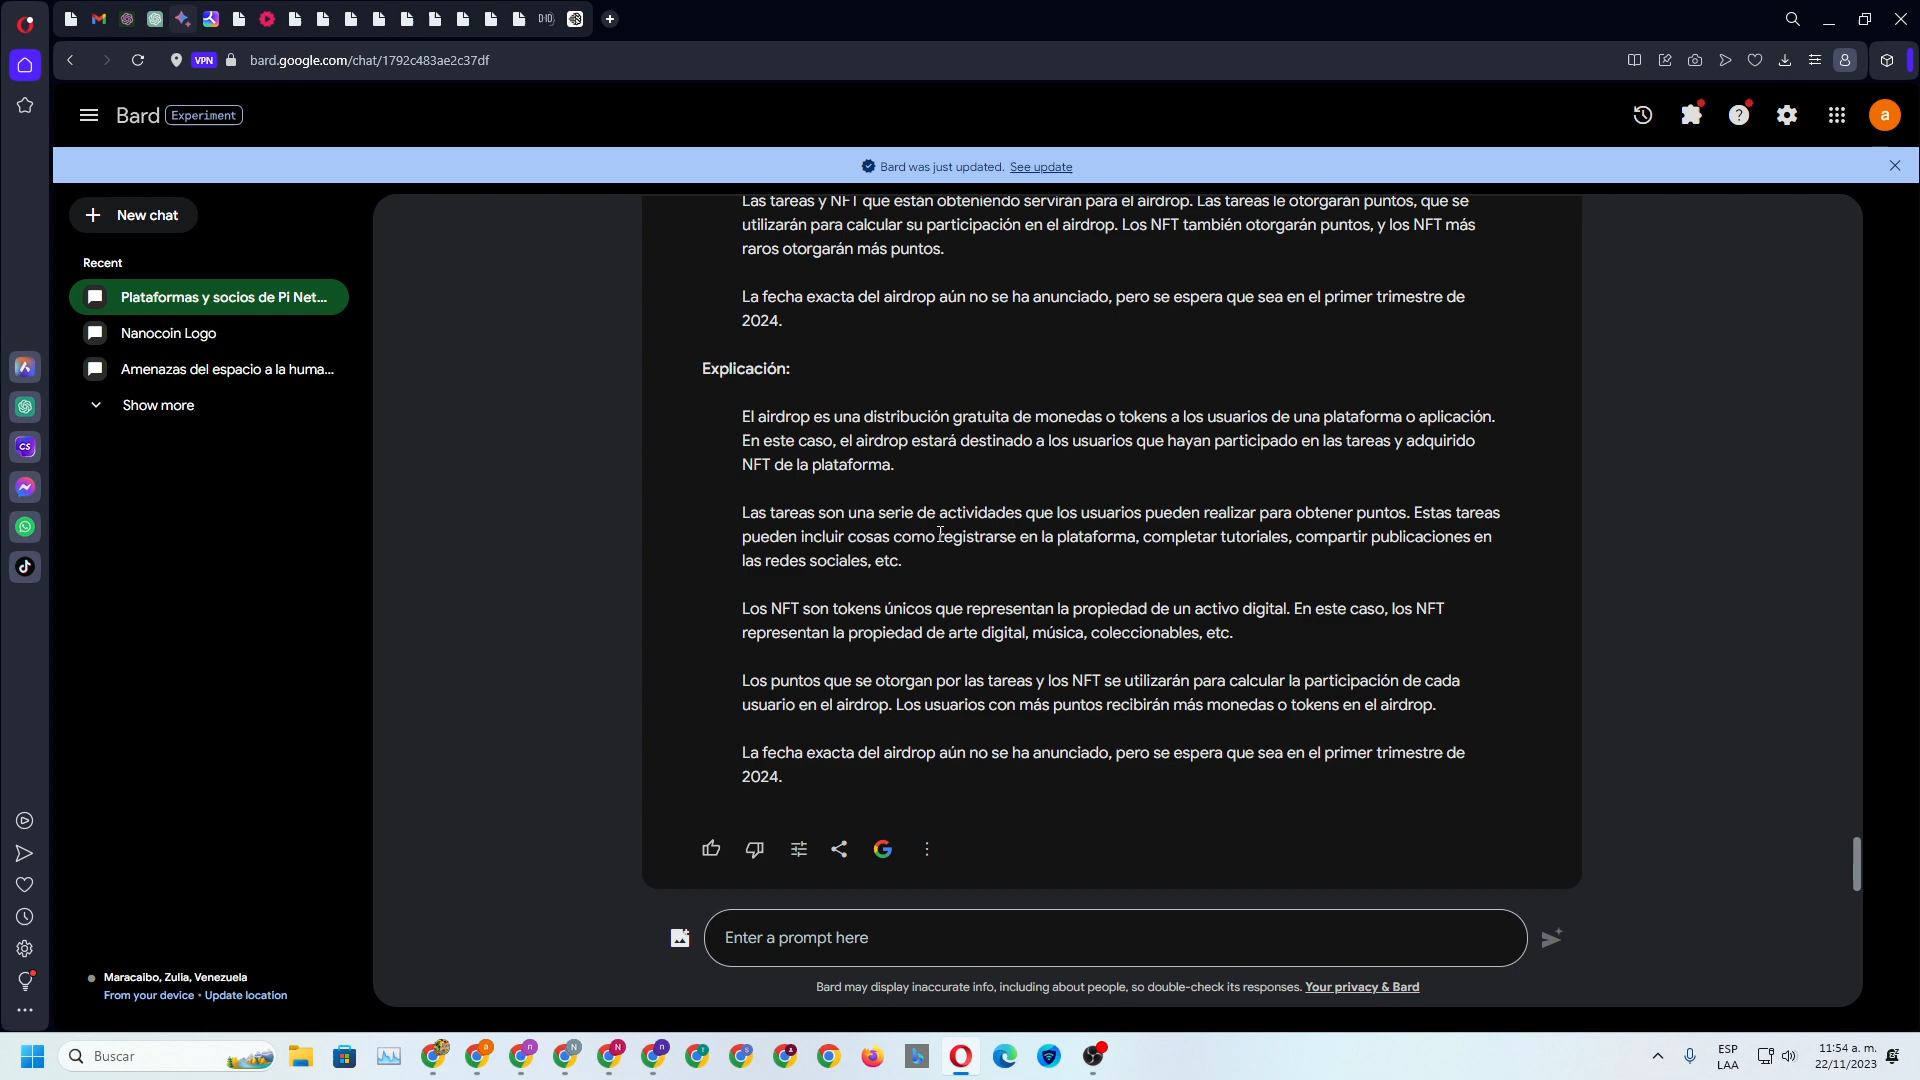 D·ID
VPN
bard.google.com/chat/1792c483ae2c37df
Bard Experiment
a
Bard was just updated. See update
New chat
Recent
Plataformas y socios de Pi Net...
Nanocoin Logo
Amenazas del espacio a la huma...
Show more
CS
Las tareas y NFT que están obteniendo servirán para el airdrop. Las tareas le otorgarán puntos, que se
utilizarán para calcular su participación en el airdrop. Los NFT también otorgarán puntos, y los NFT más
raros otorgarán más puntos.
La fecha exacta del airdrop aún no se ha anunciado, pero se espera que sea en el primer trimestre de
2024.
Explicación:
El airdrop es una distribución gratuita de monedas o tokens a los usuarios de una plataforma o aplicación.
En este caso, el airdrop estará destinado a los usuarios que hayan participado en las tareas y adquirido
NFT de la plataforma.
Las tareas son una serie de actividades que los usuarios pueden realizar para obtener puntos. Estas tareas
pueden incluir cosas como registrarse en la plataforma, completar tutoriales, compartir publicaciones en
las redes sociales, etc.
Los NFT son tokens únicos que representan la propiedad de un activo digital. En este caso, los NFT
representan la propiedad de arte digital, música, coleccionables, etc.
Los puntos que se otorgan por las tareas y los NFT se utilizarán para calcular la participación de cada
usuario en el airdrop. Los usuarios con más puntos recibirán más monedas o tokens en el airdrop.
La fecha exacta del airdrop aún no se ha anunciado, pero se espera que sea en el primer trimestre de
2024.
Enter a prompt here
Bard may display inaccurate info, including about people, so double-check its responses. Your privacy & Bard
Maracaibo, Zulia, Venezuela
From your device • Update location
Buscar
ESP
LAA
11:54 a. m.
22/11/2023